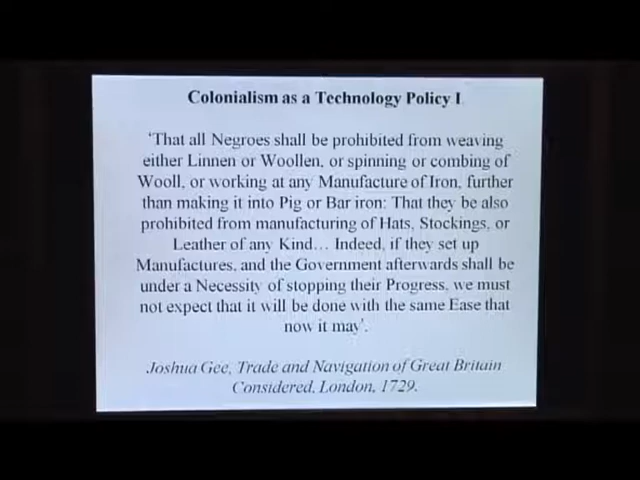 Colonialism as a Technology Policy I
'That all Negroes shall be prohibited from weaving
either Linnen or Woollen, or spinning or combing of
Wooll, or working at any Manufacture of Iron, further
than making it into Pig or Bar iron: That they be also
prohibited from manufacturing of Hats, Stockings, or
Leather of any Kind… Indeed, if they set up
Manufactures, and the Government afterwards shall be
under a Necessity of stopping their Progress, we must
not expect that it will be done with the same Ease that
now it may'.
Joshua Gee, Trade and Navigation of Great Britain
Considered, London, 1729.